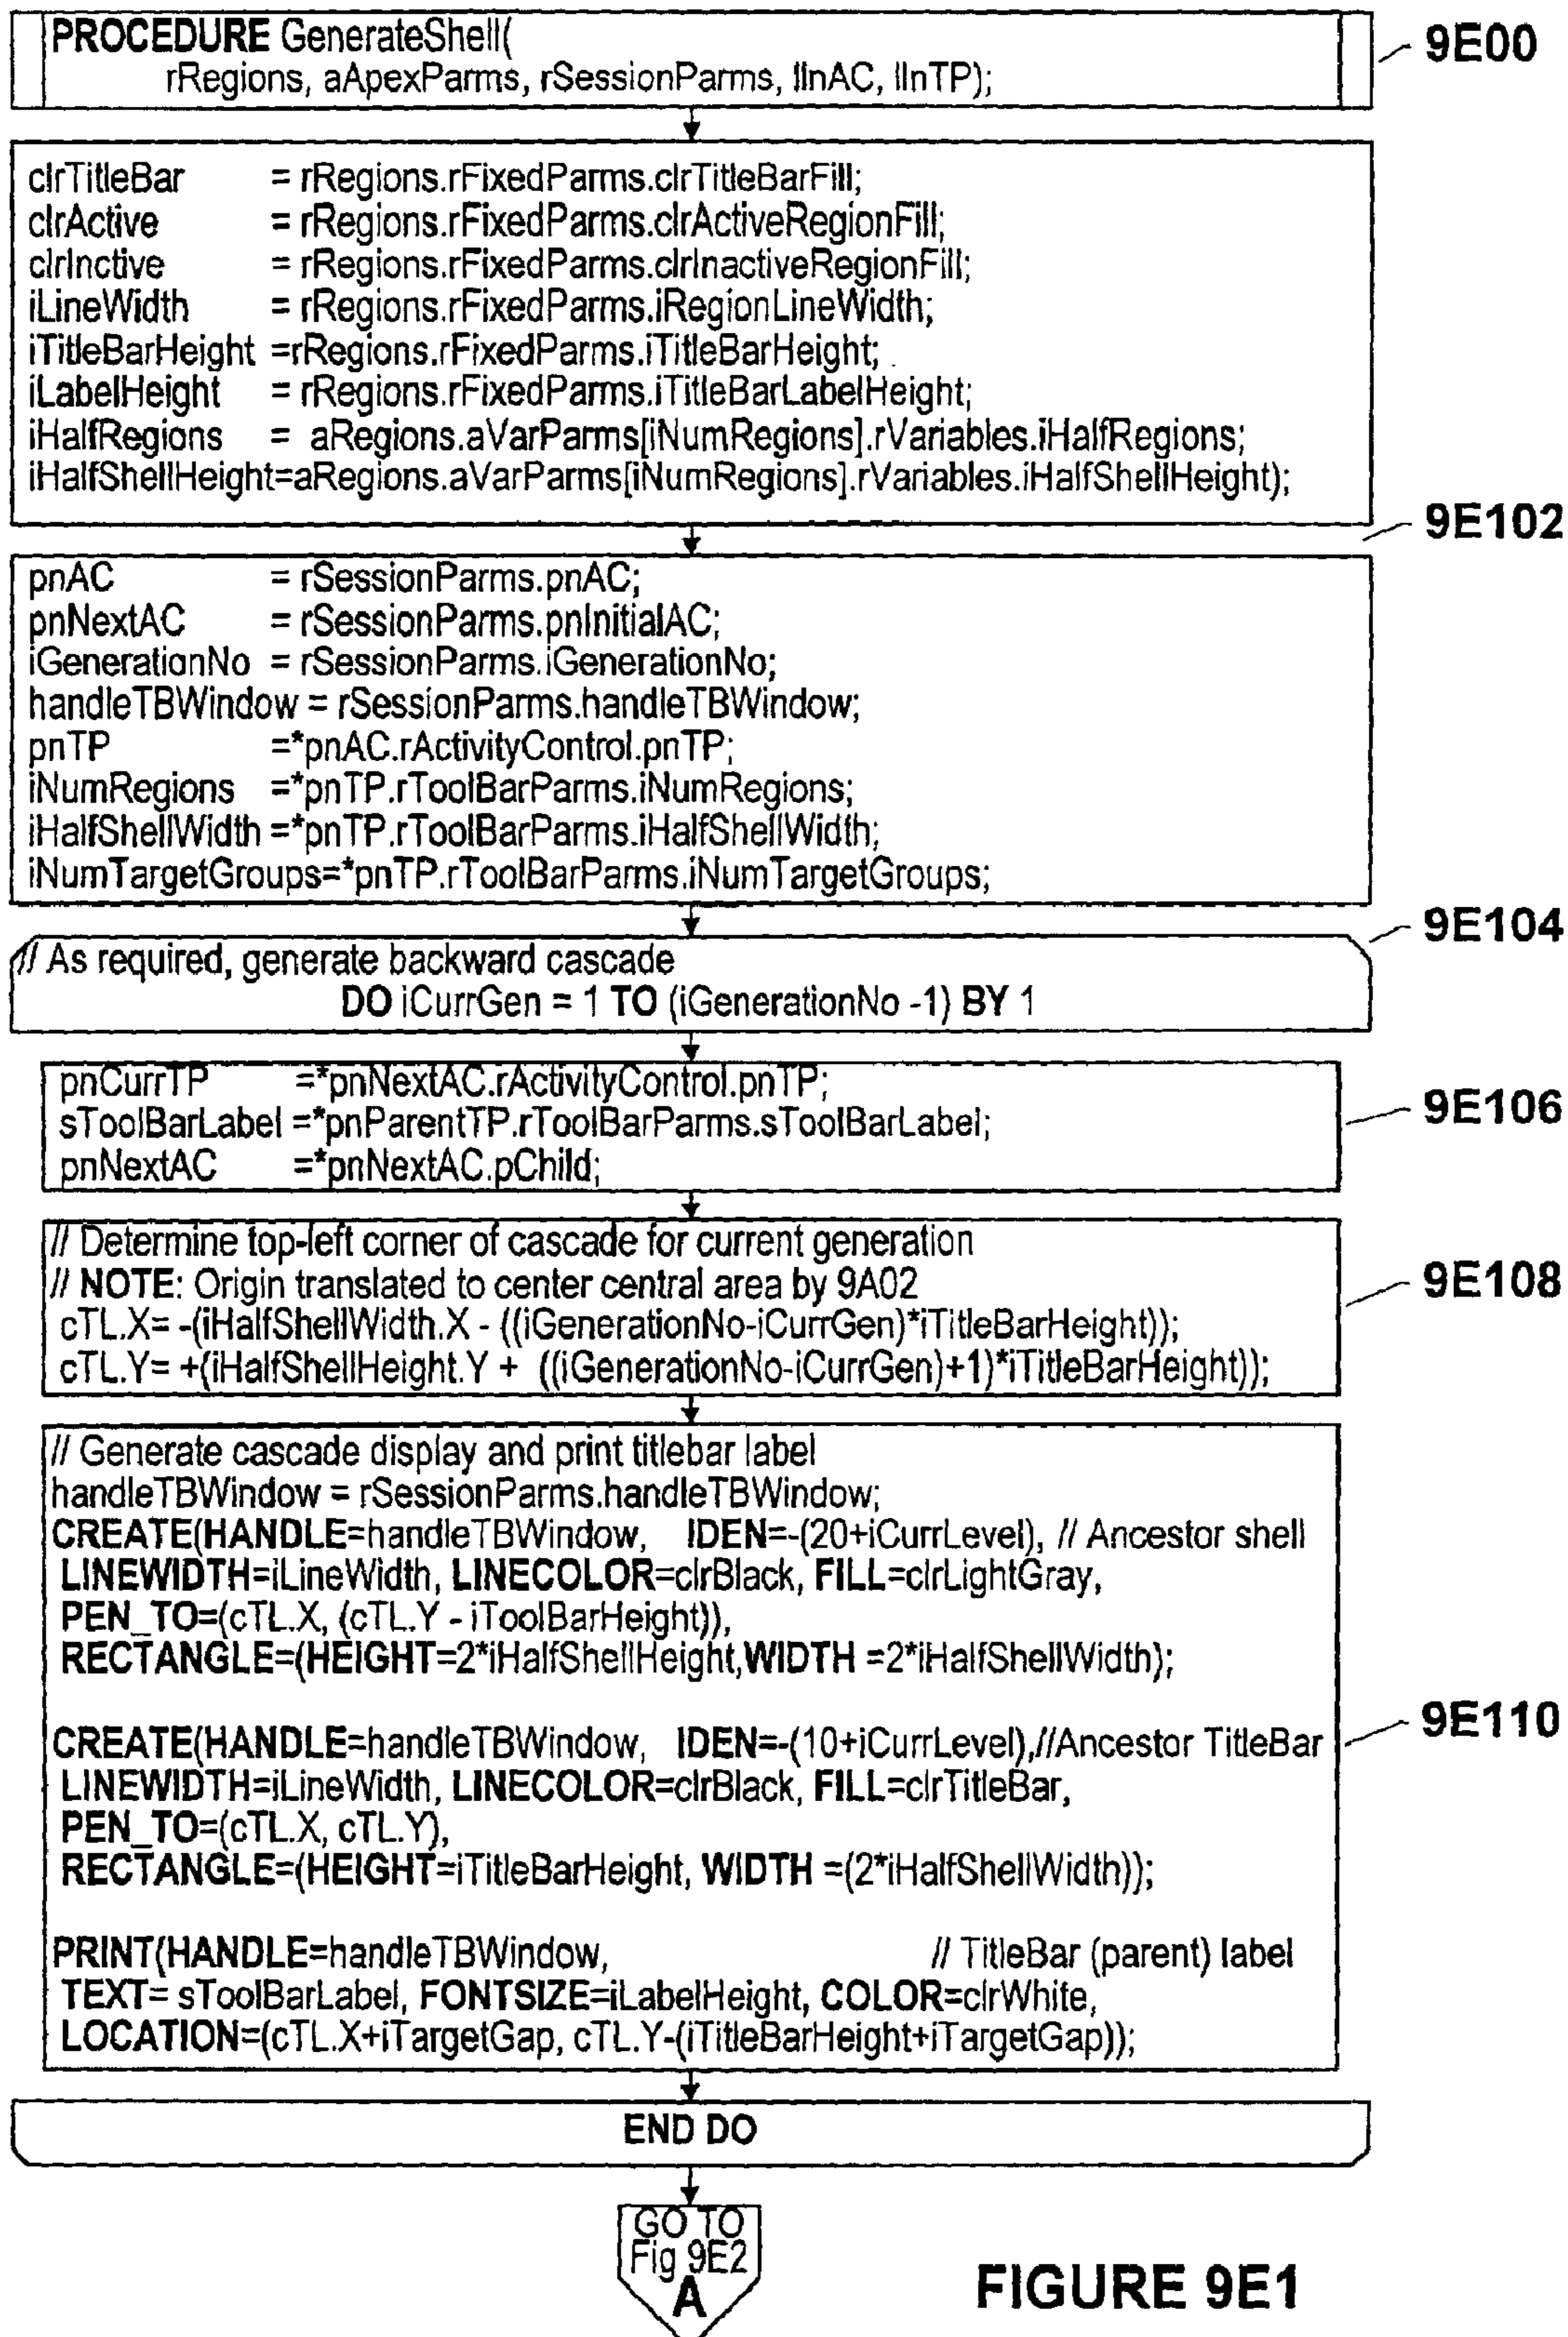 PROCEDURE GenerateShell(
rRegions, aApexParms, rSessionParms, llnAC, llnTP);
9E00
clrTitleBar = rRegions.rFixedParms.clrTitleBarFill;
clrActive = rRegions.rFixedParms.clrActiveRegionFill;
clrInctive = rRegions.rFixedParms.clrInactiveRegionFill;
iLineWidth = rRegions.rFixedParms.iRegionLineWidth;
iTitleBarHeight =rRegions.rFixedParms.iTitleBarHeight;
iLabelHeight = rRegions.rFixedParms.iTitleBarLabelHeight;
iHalfRegions = aRegions.aVarParms[iNumRegions].rVariables.iHalfRegions;
iHalfShellHeight=aRegions.aVarParms[iNumRegions].rVariables.iHalfShellHeight);
9E102
pnAC = rSessionParms.pnAC;
pnNextAC = rSessionParms.pnInitialAC;
iGenerationNo = rSessionParms.iGenerationNo;
handleTBWindow = rSessionParms.handleTBWindow;
pnTP =*pnAC.rActivityControl.pnTP;
iNumRegions =*pnTP.rToolBarParms.iNumRegions;
iHalfShellWidth =*pnTP.rToolBarParms.iHalfShellWidth;
iNumTargetGroups=*pnTP.rToolBarParms.iNumTargetGroups;
9E104
// As required, generate backward cascade
DO iCurrGen = 1 TO (iGenerationNo -1) BY 1
pnCurrTP =*pnNextAC.rActivityControl.pnTP;
sToolBarLabel =*pnParentTP.rToolBarParms.sToolBarLabel;
pnNextAC =*pnNextAC.pChild;
9E106
// Determine top-left corner of cascade for current generation
// NOTE: Origin translated to center central area by 9A02
cTL.X= -(iHalfShellWidth.X - ((iGenerationNo-iCurrGen)*iTitleBarHeight));
cTL.Y= +(iHalfShellHeight.Y + ((iGenerationNo-iCurrGen)+1)*iTitleBarHeight));
9E108
// Generate cascade display and print titlebar label
handleTBWindow = rSessionParms.handleTBWindow;
CREATE(HANDLE=handleTBWindow, IDEN=-(20+iCurrLevel), // Ancestor shell
LINEWIDTH=iLineWidth, LINECOLOR=clrBlack, FILL=clrLightGray,
PEN_TO=(cTL.X, (cTL.Y - iToolBarHeight)),
RECTANGLE=(HEIGHT=2*iHalfShellHeight,WIDTH =2*iHalfShellWidth);
CREATE(HANDLE=handleTBWindow, IDEN=-(10+iCurrLevel),//Ancestor TitleBar
LINEWIDTH=iLineWidth, LINECOLOR=clrBlack, FILL=clrTitleBar,
PEN_TO=(cTL.X, cTL.Y),
RECTANGLE=(HEIGHT=iTitleBarHeight, WIDTH =(2*iHalfShellWidth));
PRINT(HANDLE=handleTBWindow, // TitleBar (parent) label
TEXT= sToolBarLabel, FONTSIZE=iLabelHeight, COLOR=clrWhite,
LOCATION=(cTL.X+iTargetGap, cTL.Y-(iTitleBarHeight+iTargetGap));
9E110
END DO
GO TO
Fig 9E2
A
FIGURE 9E1